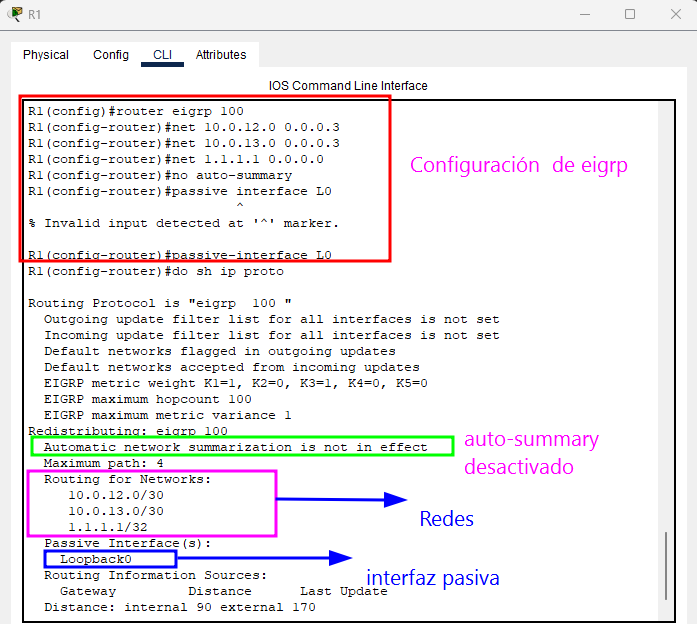 R1
Physical Config CLI Attributes
IOS Command Line Interface
R1(config)#router eigrp 100
R1(config-router)#net 10.0.12.0 0.0.0.3
R1(config-router)#net 10.0.13.0 0.0.0.3
R1(config-router)#net 1.1.1.1 0.0.0.0
R1(config-router)#no auto-summary
R1(config-router)#passive interface L0
^
% Invalid input detected at '^' marker.
R1(config-router)#passive-interface L0
R1(config-router)#do sh ip proto
Configuración de eigrp
Routing Protocol is "eigrp 100 "
Outgoing update filter list for all interfaces is not set
Incoming update filter list for all interfaces is not set
Default networks flagged in outgoing updates
Default networks accepted from incoming updates
EIGRP metric weight K1=1, K2=0, K3=1, K4=0, K5=0
EIGRP maximum hopcount 100
EIGRP maximum metric variance 1
Redistributing: eigrp 100
Automatic network summarization is not in effect
auto-summary
desactivado
Maximum path: 4
Routing for Networks:
10.0.12.0/30
10.0.13.0/30
1.1.1.1/32
Redes
Passive Interface(s):
Loopback0
interfaz pasiva
Routing Information Sources:
Gateway Distance Last Update
Distance: internal 90 external 170